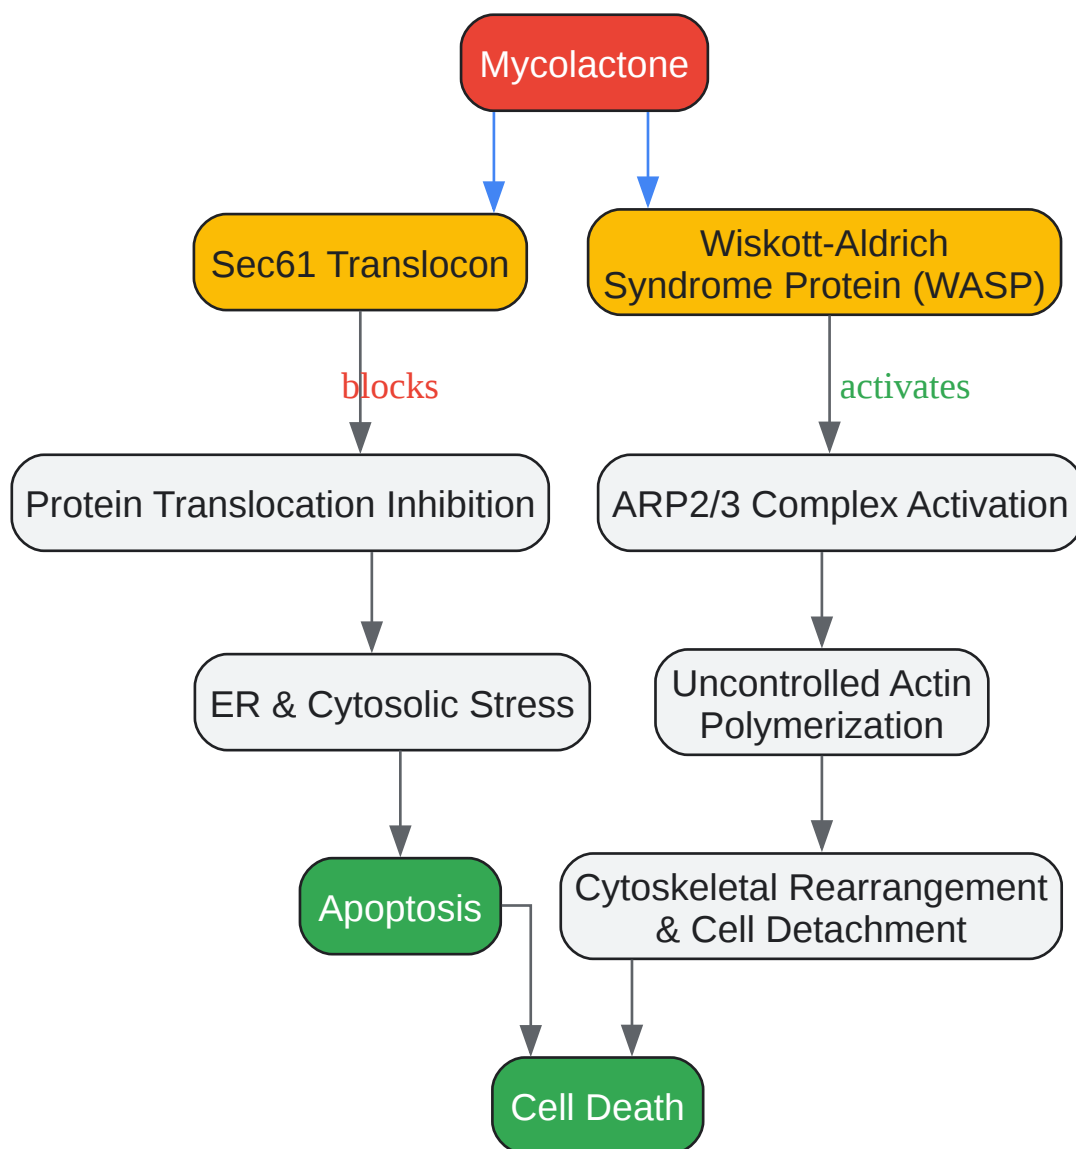 Mycolactone
Sec61 Translocon
Wiskott-Aldrich
Syndrome Protein (WASP)
blocks
activates
Protein Translocation Inhibition
ARP2/3 Complex Activation
ER & Cytosolic Stress
Uncontrolled Actin
Polymerization
Apoptosis
Cytoskeletal Rearrangement
& Cell Detachment
Cell Death